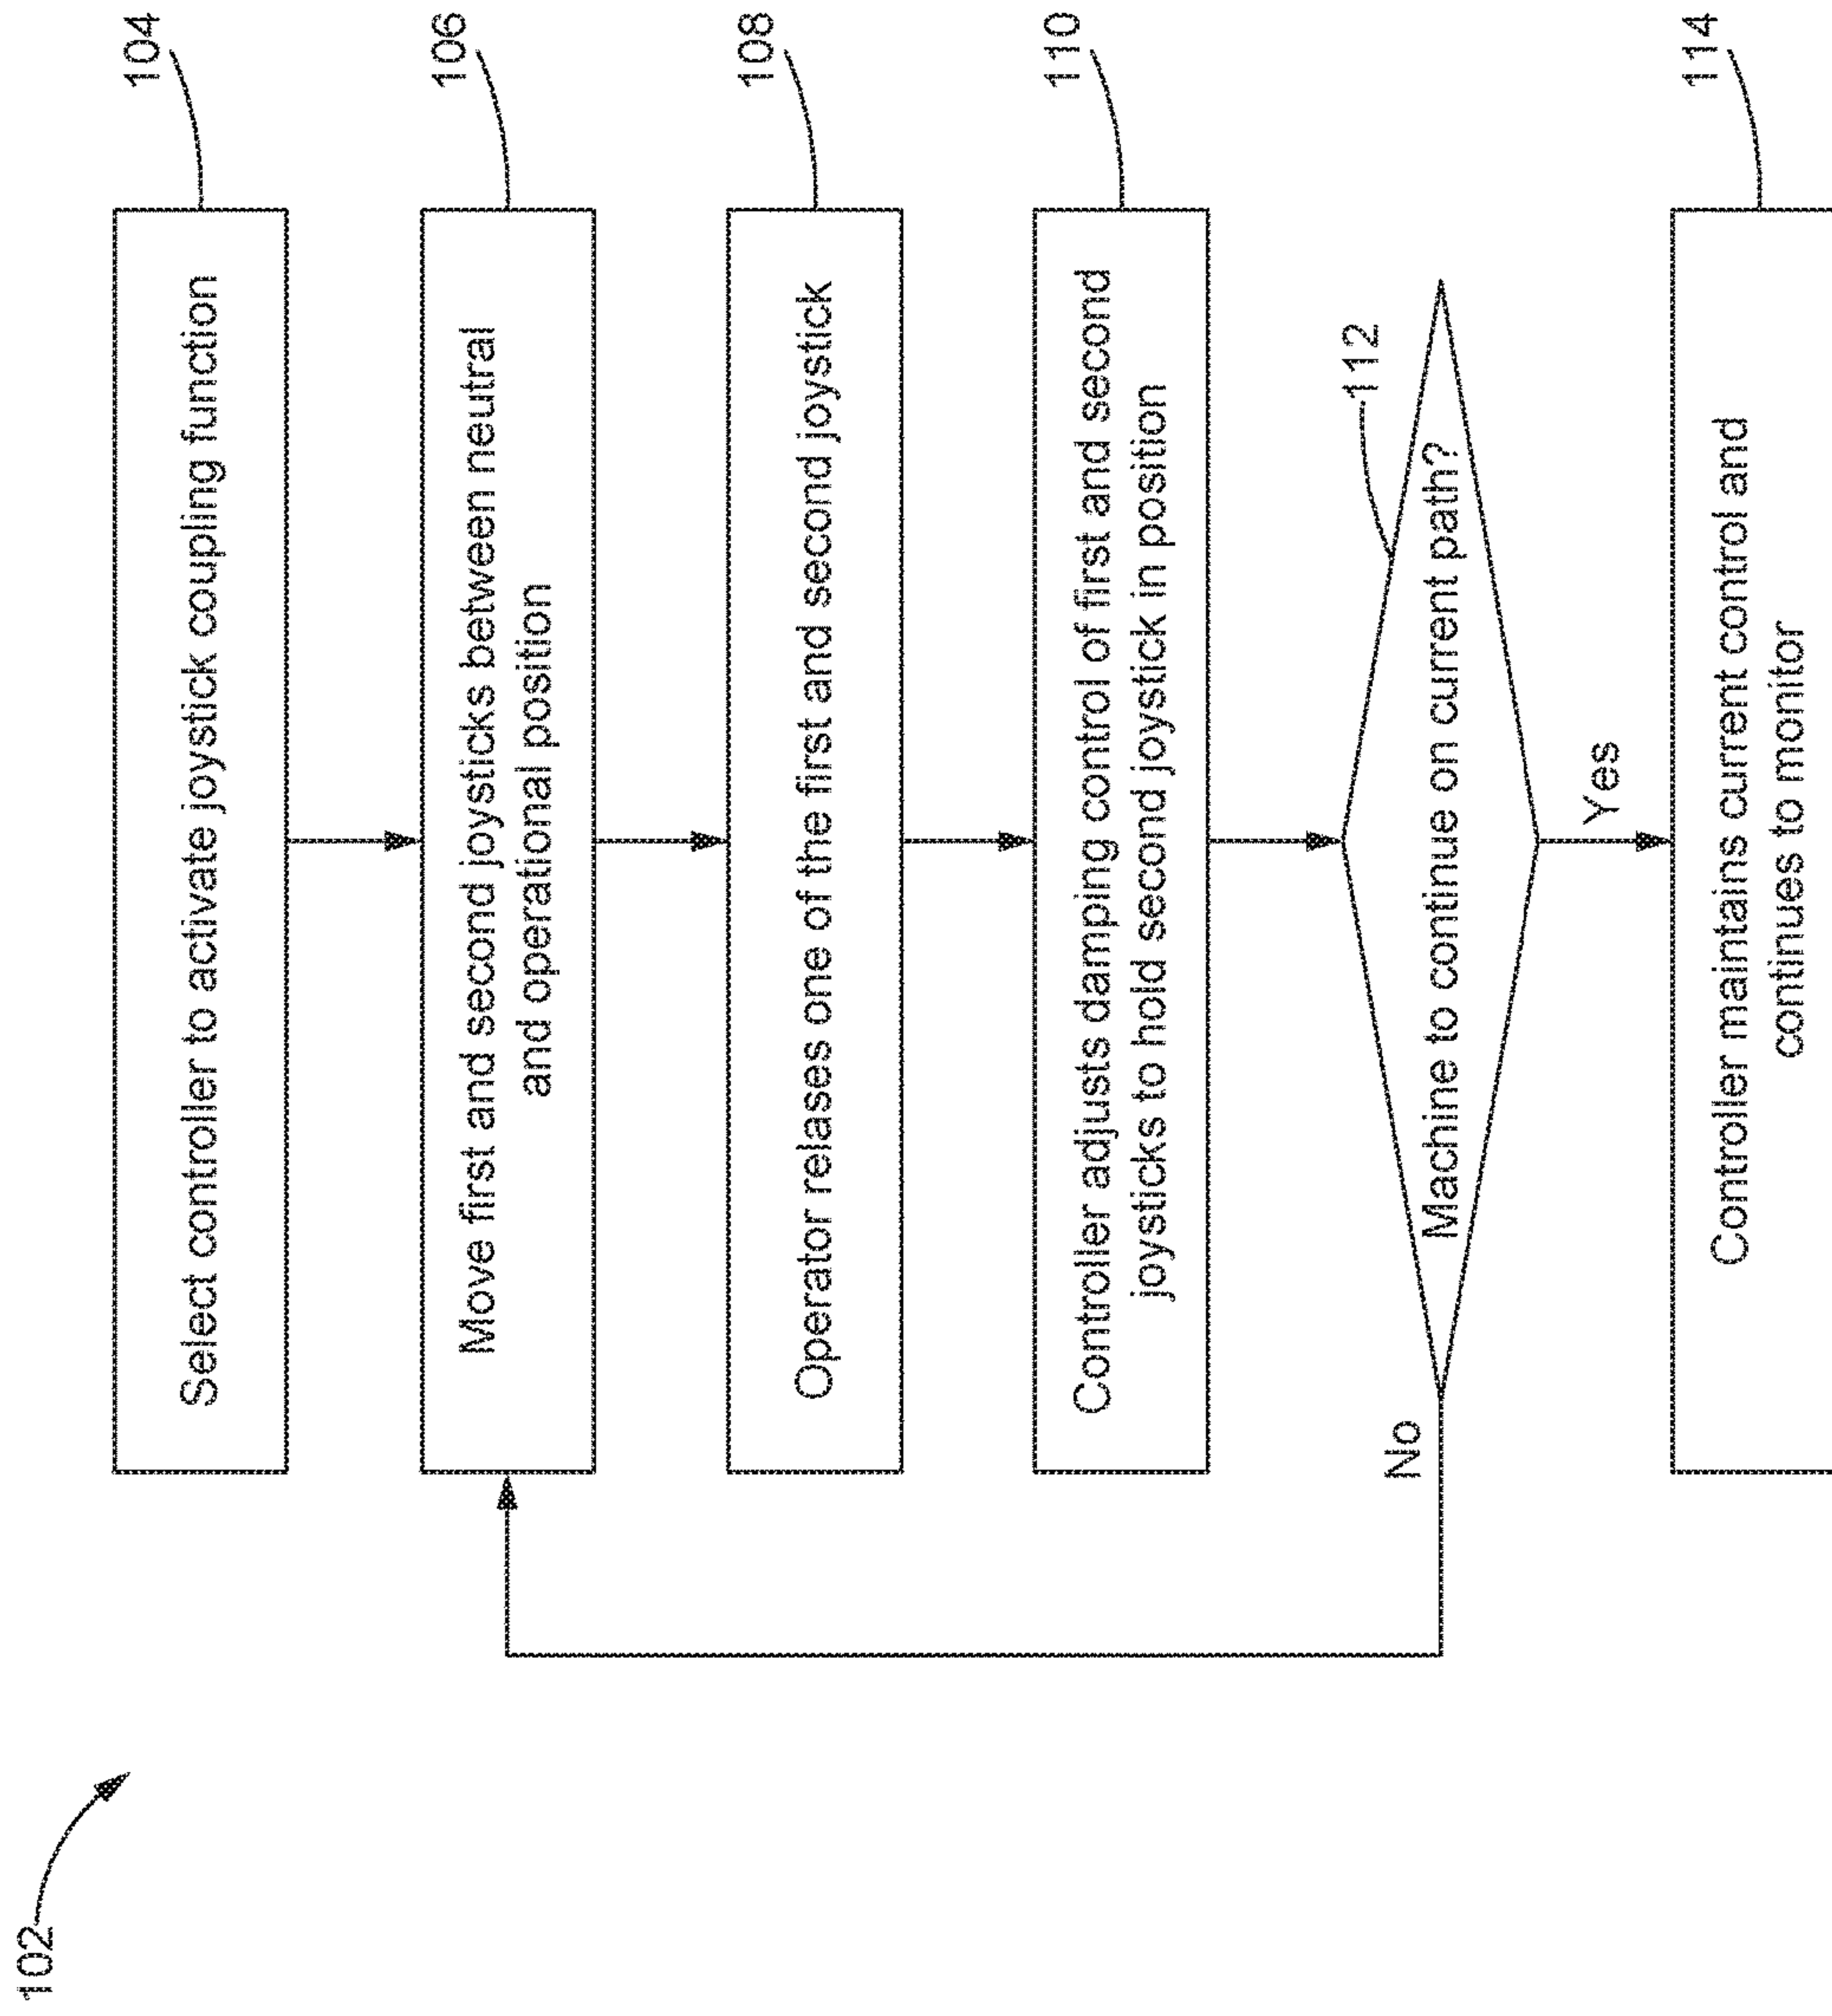 102
Select controller to activate joystick coupling function
104
Move first and second joysticks between neutral
and operational position
106
Operator releases one of the first and second joystick
108
Controller adjusts damping control of first and second
joysticks to hold second joystick in position
110
Machine to continue on current path?
112
No
Yes
Controller maintains current control and
continues to monitor
114